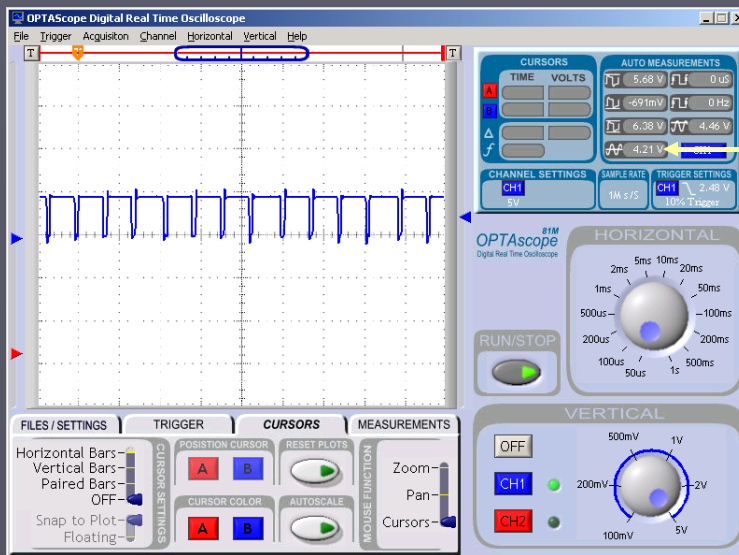 OPTAScope Digital Real Time Oscilloscope
File Trigger Acquisiton Channel Horizontal Vertical Help
T T
CURSORS
TIME VOLTS
A
B
Δ
ƒ
AUTO MEASUREMENTS
5.68 V 0 uS
-691mV 0 Hz
6.38 V 4.46 V
4.21 V CH1
CHANNEL SETTINGS
CH1
5V
SAMPLE RATE
1M s/S
TRIGGER SETTINGS
CH1 2.48 V
10% Trigger
81M
OPTAscope
Digital Real Time Oscilloscope
HORIZONTAL
5ms 10ms
2ms 20ms
1ms 50ms
500us 100ms
200us 200ms
100us 500ms
50us 1s
RUN/STOP
FILES / SETTINGS TRIGGER CURSORS MEASUREMENTS
Horizontal Bars
Vertical Bars
Paired Bars
OFF
Snap to Plot
Floating
CURSOR SETTINGS
POSISTION CURSOR
A B
RESET PLOTS
CURSOR COLOR
A B
AUTOSCALE
MOUSE FUNCTION
Zoom
Pan
Cursors
VERTICAL
OFF
CH1
CH2
500mV 1V
200mV 2V
100mV 5V